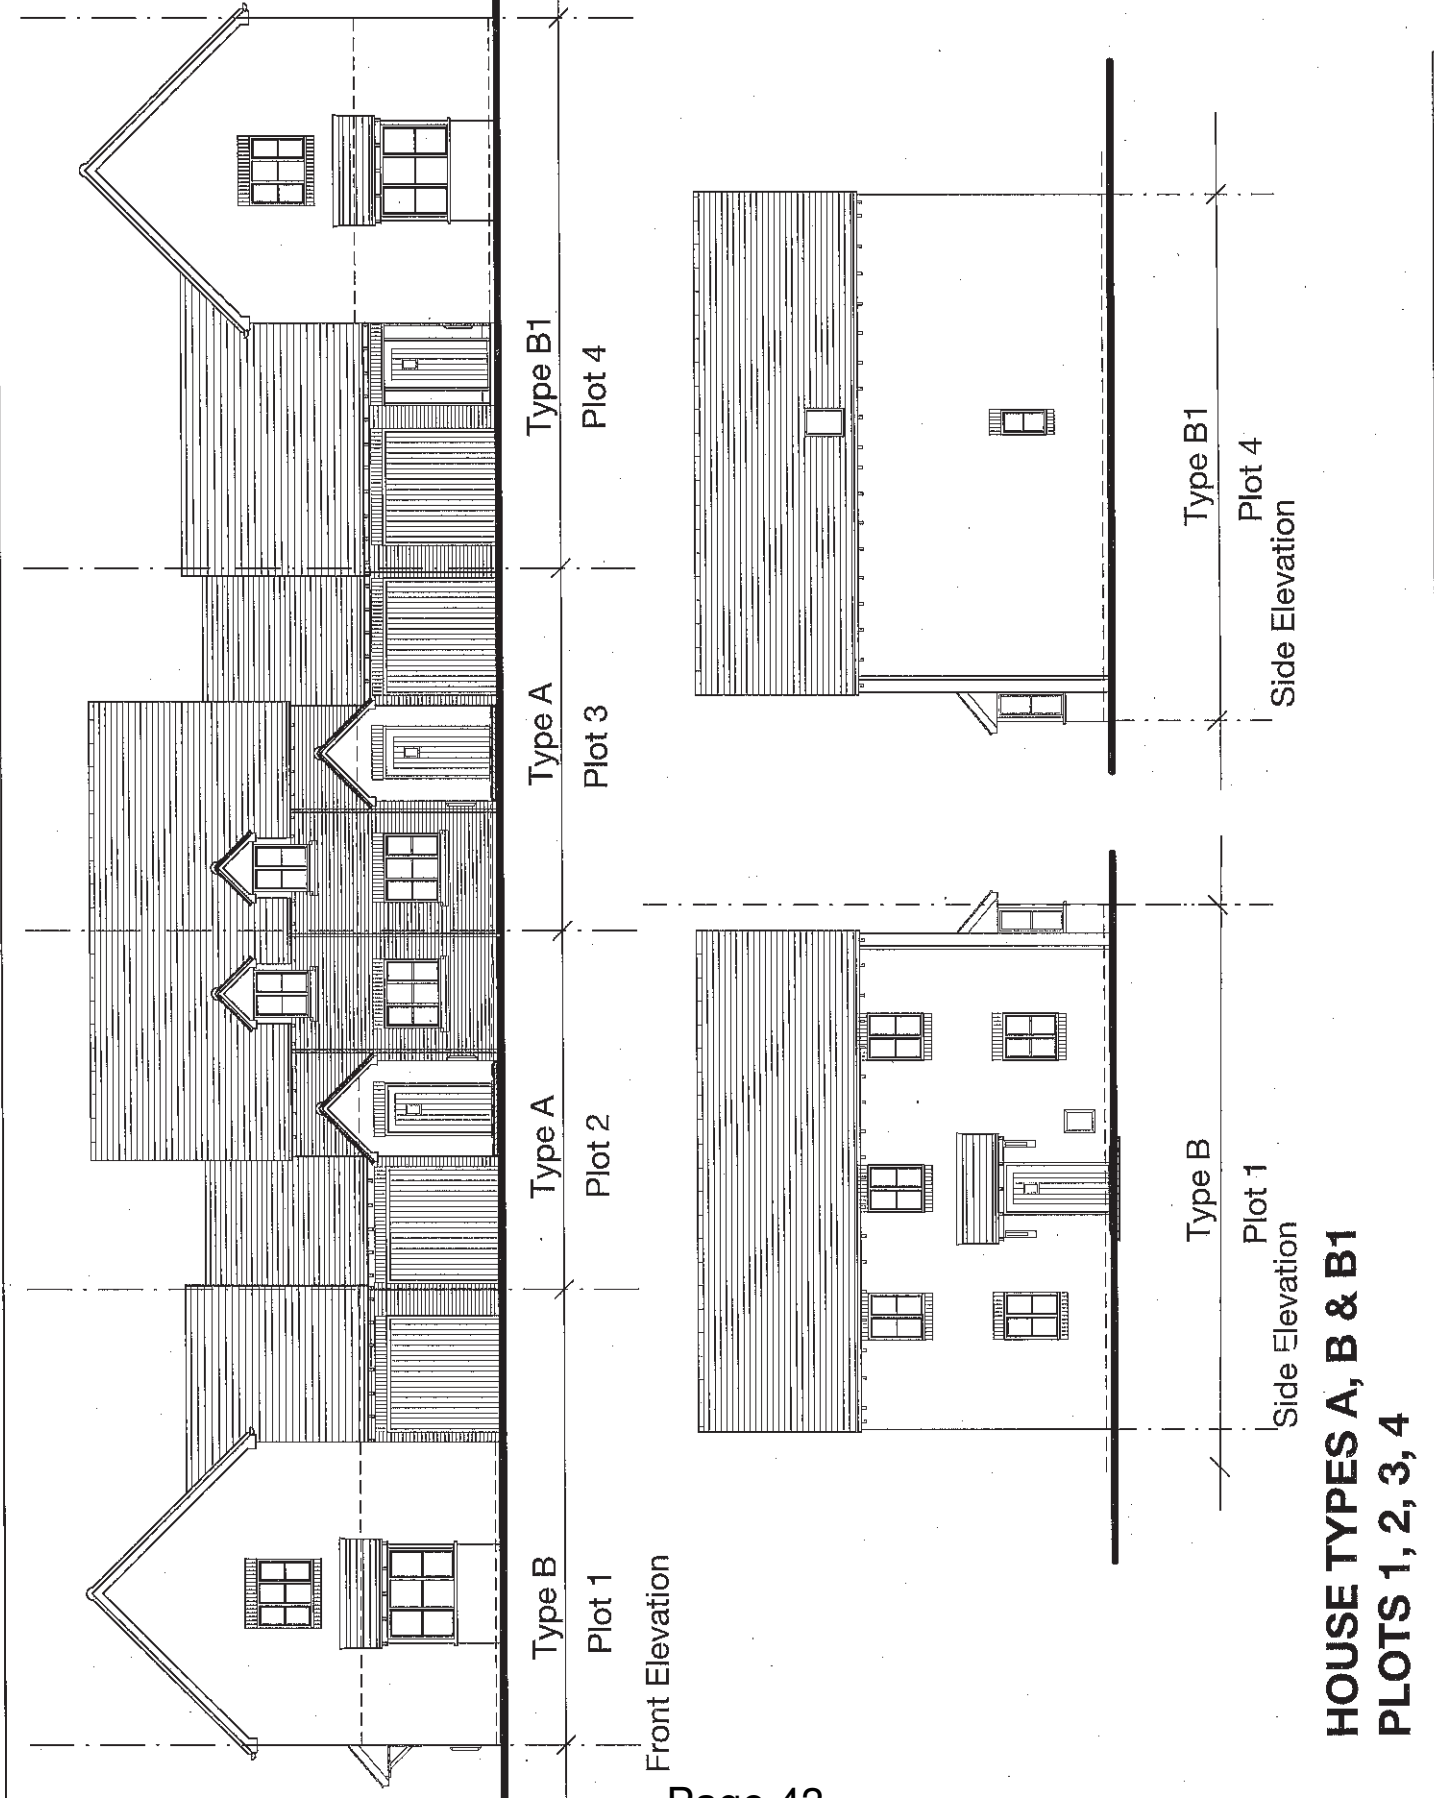 Type B
Plot 1
Type A
Plot 2
Type A
Plot 3
Type B1
Plot 4
Front Elevation
Type B
Plot 1
Side Elevation
Type B1
Plot 4
Side Elevation
HOUSE TYPES A, B & B1
PLOTS 1, 2, 3, 4